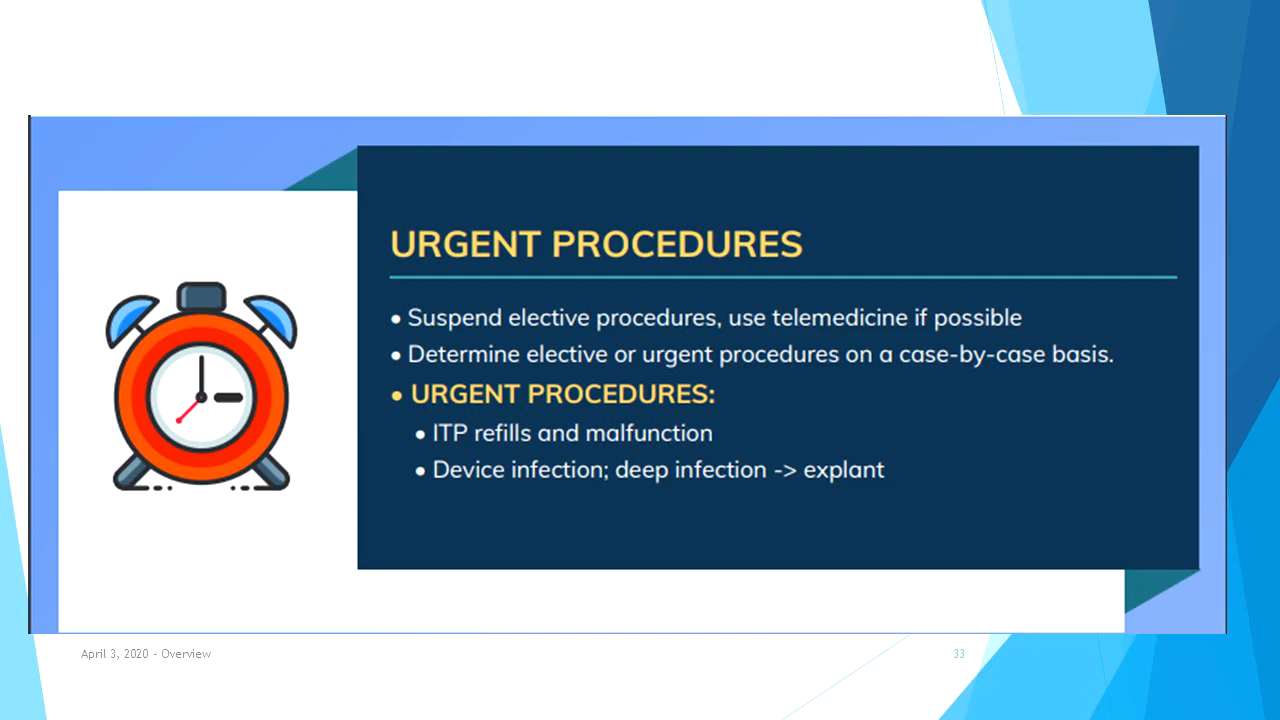 URGENT PROCEDURES
• Suspend elective procedures, use telemedicine if possible
• Determine elective or urgent procedures on a case-by-case basis.
• URGENT PROCEDURES:
• ITP refills and malfunction
• Device infection; deep infection -> explant
April 3, 2020 - Overview
33